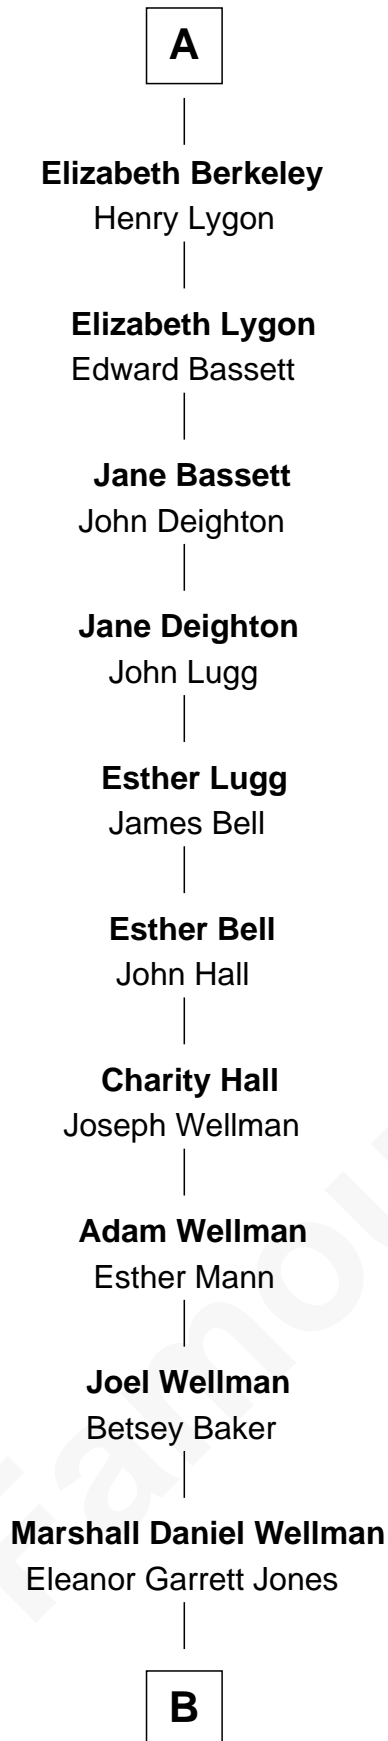 A
Elizabeth Berkeley
Henry Lygon
Elizabeth Lygon
Edward Bassett
Jane Bassett
John Deighton
Jane Deighton
John Lugg
Esther Lugg
James Bell
Esther Bell
John Hall
Charity Hall
Joseph Wellman
Adam Wellman
Esther Mann
Joel Wellman
Betsey Baker
Marshall Daniel Wellman
Eleanor Garrett Jones
B